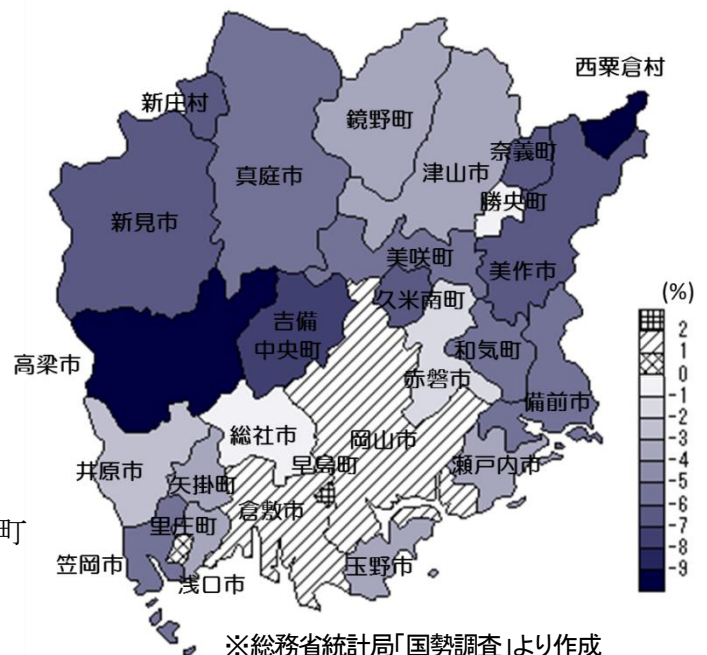 西粟倉村
新庄村
鏡野町
奈義町
真庭市
津山市
勝央町
新見市
美咲町
美作市
久米南町
(%)
吉備
中央町
和気町
高梁市
赤磐市
備前市
総社市
岡山市
井原市
早島町
瀬戸内市
矢掛町
倉敷市
里庄町
町
笠岡市
浅口市
玉野市
2
1
0
-1
-2
-3
-4
-5
-6
-7
-8
-9
※総務省統計局「国勢調査」より作成